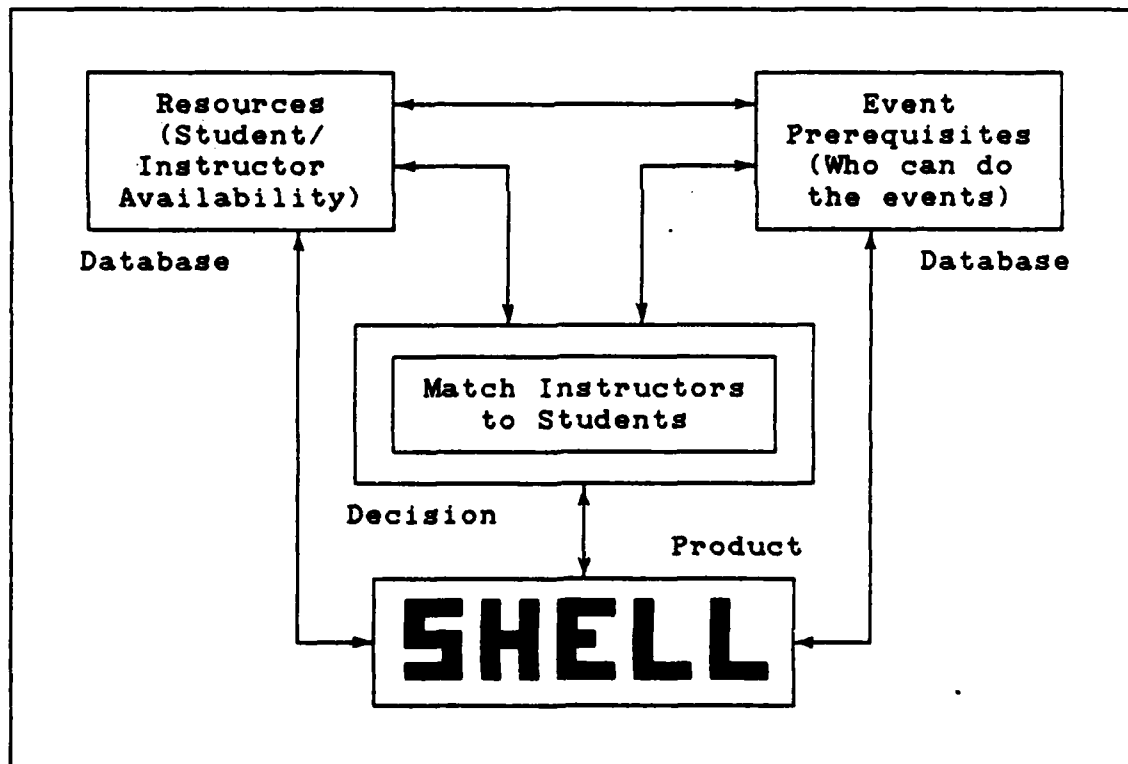 Resources
(Student/
Instructor
Availability)
Database
Event
Prerequisites
(Who can do
the events)
Database
Match Instructors
to Students
Decision
Product
SHELL